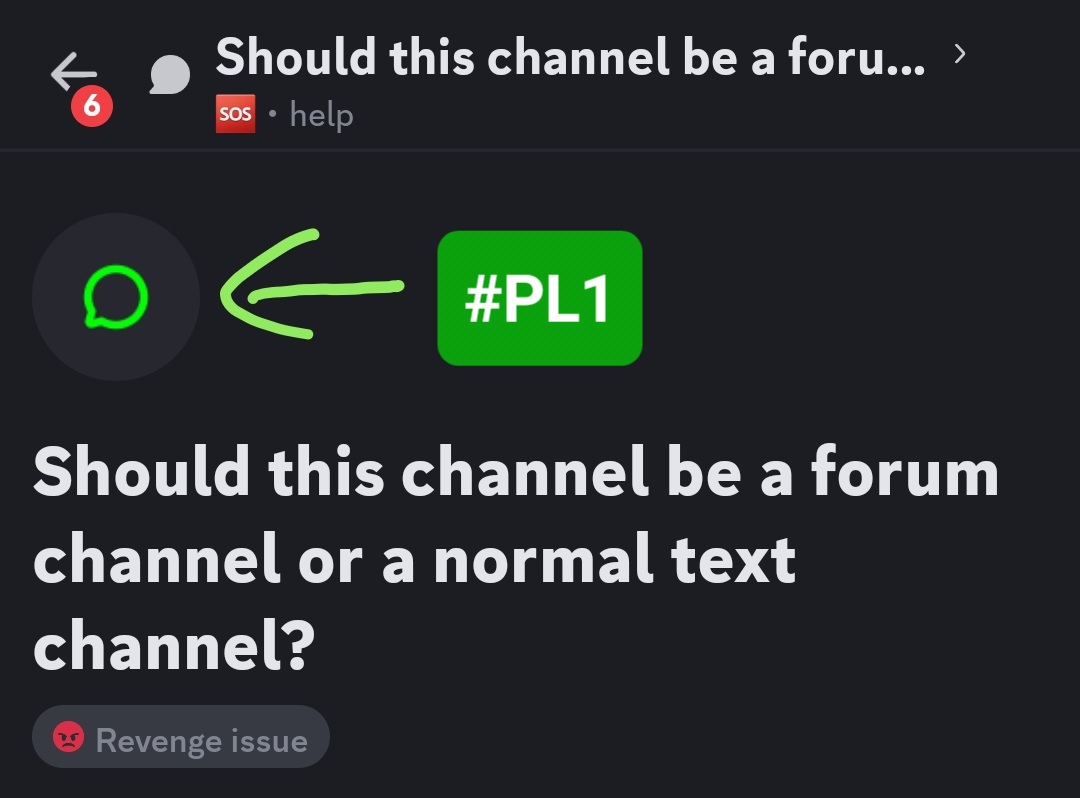 Should this channel be a foru...
6
SOS • help
#PL1
Should this channel be a forum
channel or a normal text
channel?
Revenge issue